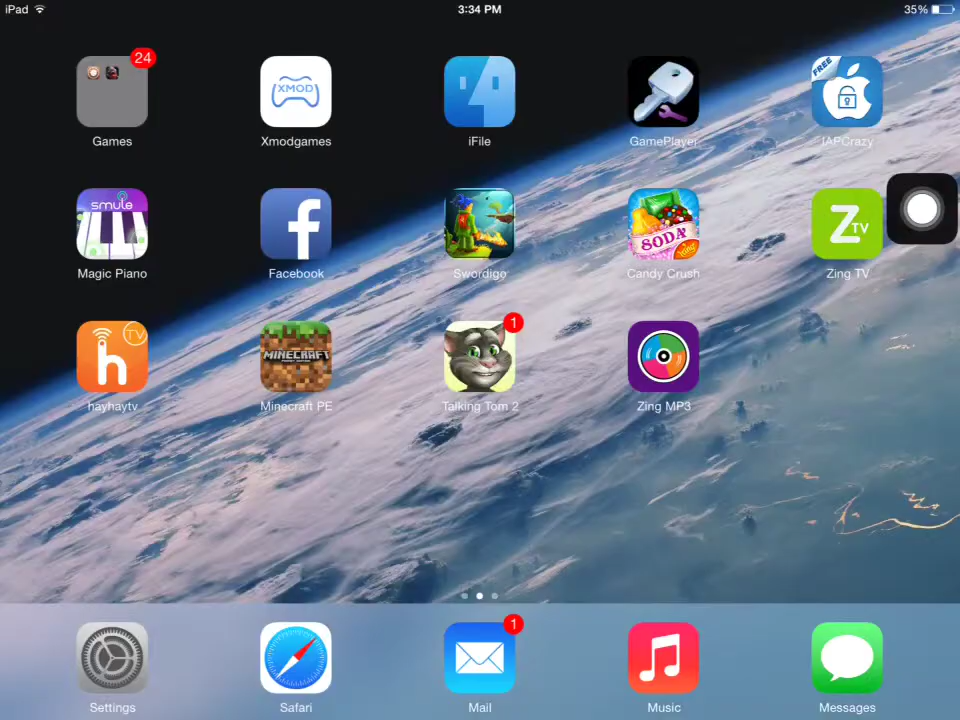 iPad 3:34 PM 35%
24 FREE
XMOD
Games Xmodgames iFile GamePlayer IAPCrazy
smule SODA King Z TV
Magic Piano Facebook Swordigo Candy Crush Zing TV
TV 1
h MINECRAFT
hayhaytv Minecraft PE Talking Tom 2 Zing MP3
1
Settings Safari Mail Music Messages